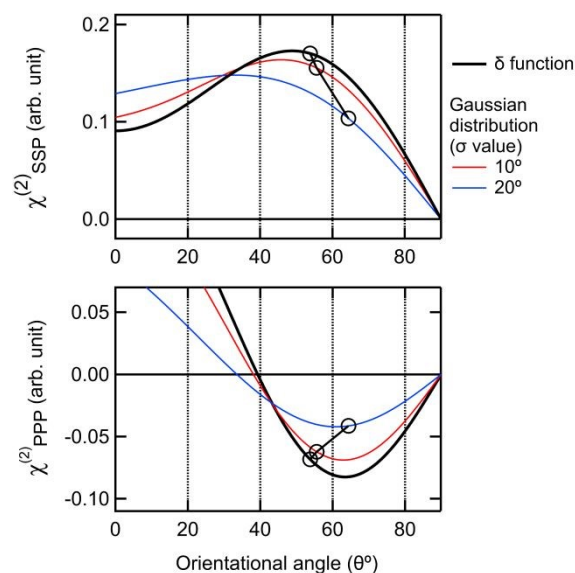 χ(2)SSP (arb. unit)
0.2
0.1
0.0
0
20
40
60
80
δ function
Gaussian
distribution
(σ value)
10º
20º
χ(2)PPP (arb. unit)
0.05
0.00
-0.05
-0.10
0
20
40
60
80
Orientational angle (θº)